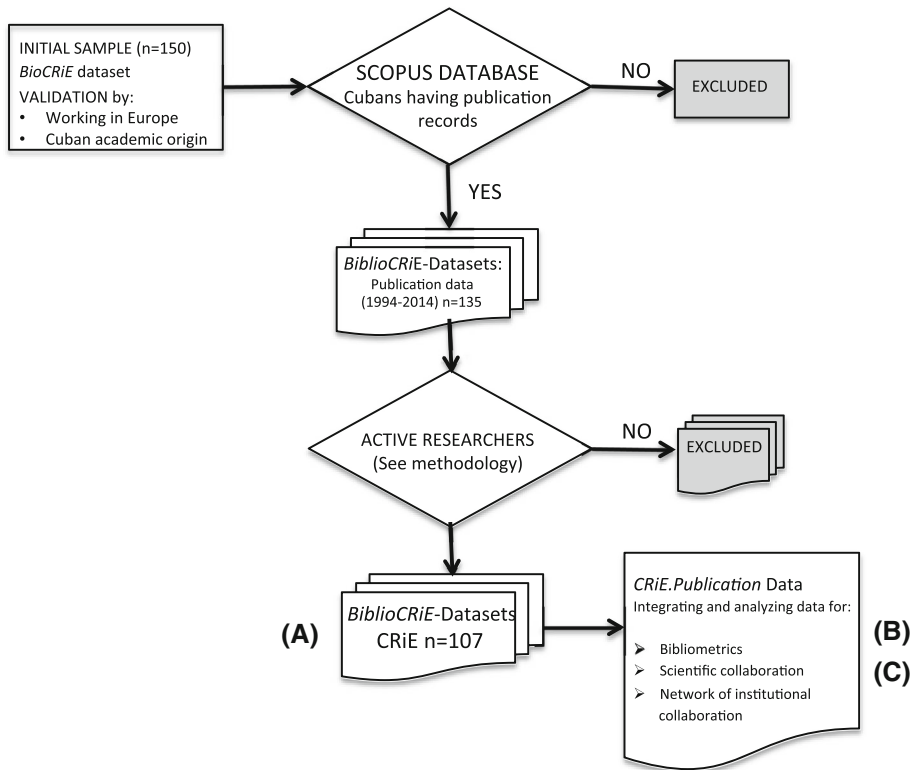 INITIAL SAMPLE (n=150)
BioCRiE dataset
VALIDATION by:
• Working in Europe
• Cuban academic origin
SCOPUS DATABASE
Cubans having publication
records
NO
EXCLUDED
YES
BiblioCRiE-Datasets:
Publication data
(1994-2014) n=135
ACTIVE RESEARCHERS
(See methodology)
NO
EXCLUDED
(A)
BiblioCRiE-Datasets
CRiE n=107
CRiE.Publication Data
Integrating and analyzing data for:
➢ Bibliometrics
➢ Scientific collaboration
➢ Network of institutional
collaboration
(B)
(C)